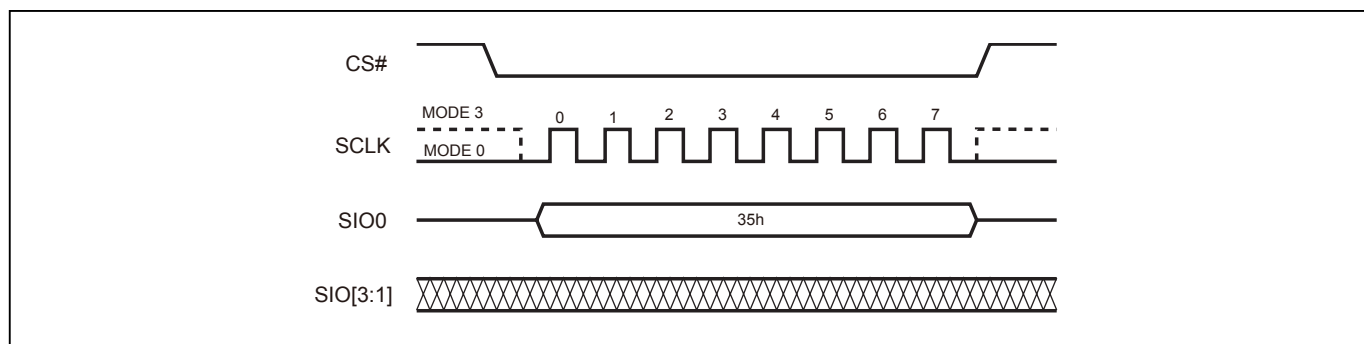 CS#
MODE 3
0 1 2 3 4 5 6 7
SCLK
MODE 0
SIO0
35h
SIO[3:1]